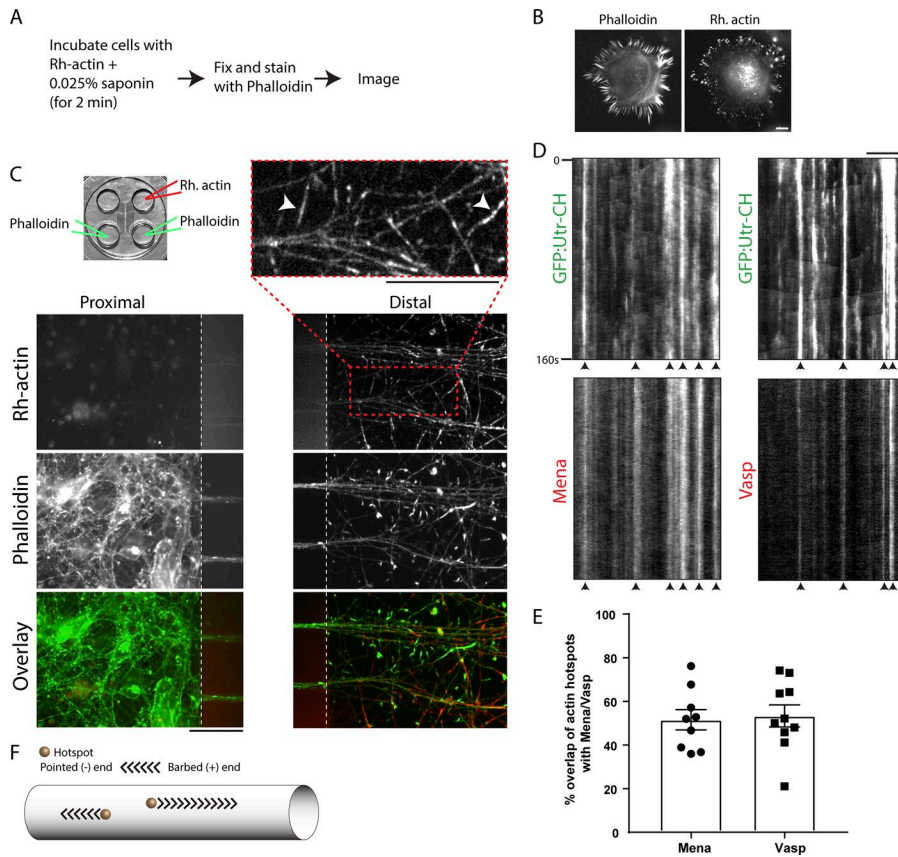 A
Incubate cells with
Rh-actin +
0.025% saponin
(for 2 min)
Fix and stain
with Phalloidin
Image
B
Phalloidin
Rh. actin
C
Rh. actin
Phalloidin
Phalloidin
Proximal
Distal
Rh-actin
Phalloidin
Overlay
D
0
GFP:Utr-CH
160s
GFP:Utr-CH
Mena
Vasp
E
% overlap of actin hotspots
with Mena/Vasp
100
80
60
40
20
0
Mena
Vasp
F
Hotspot
Pointed (-) end
Barbed (+) end